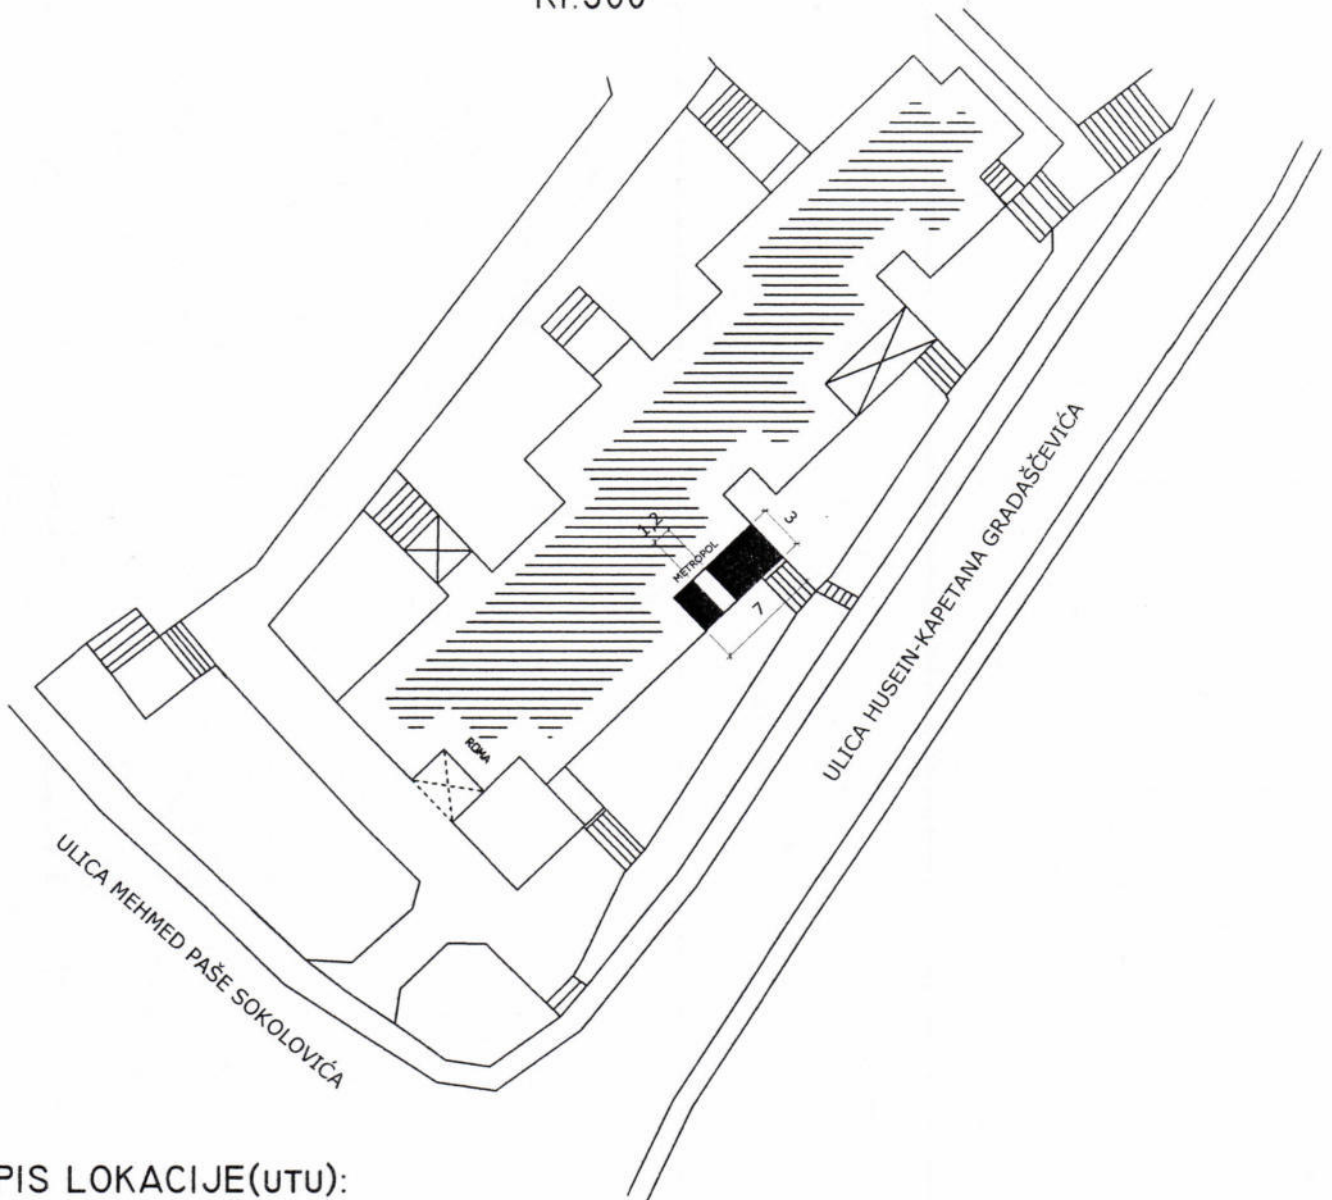 1,2
METROPOL
3
7
ULICA HUSEIN-KAPETANA GRADAŠČEVIĆA
ROMA
ULICA MEHMED PAŠE SOKOLOVIĆA
PIS LOKACIJE(UTU):